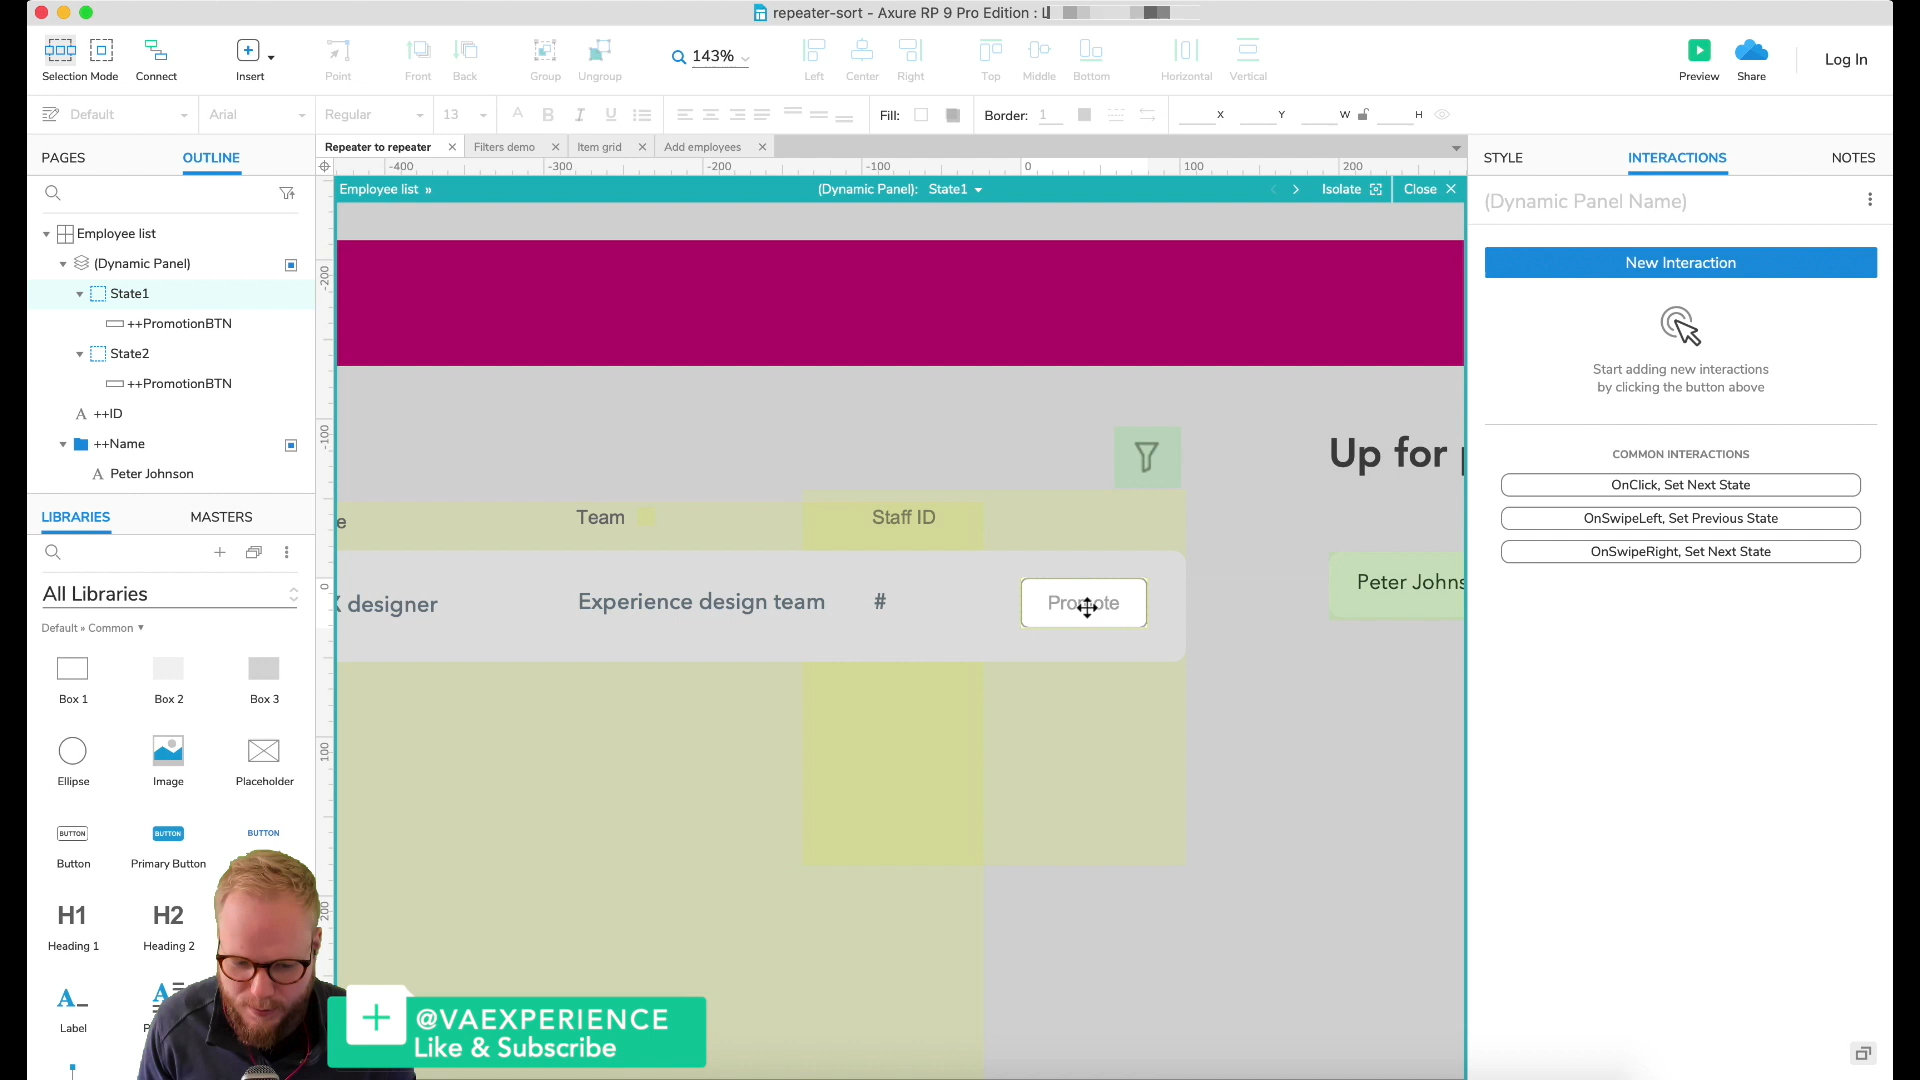 repeater-sort - Axure RP 9 Pro Edition :
Selection Mode
Connect
Insert
Point
Front
Back
Group
Ungroup
143%
Left
Center
Right
Top
Middle
Bottom
Horizontal
Vertical
Preview
Share
Log In
Default
Arial
Regular
13
Fill:
Border:
1
X
Y
W
H
PAGES
OUTLINE
Repeater to repeater
Filters demo
Item grid
Add employees
STYLE
INTERACTIONS
NOTES
-400
-300
-200
-100
0
100
200
Employee list »
(Dynamic Panel): State1
Isolate
Close
(Dynamic Panel Name)
Employee list
(Dynamic Panel)
State1
++PromotionBTN
State2
++PromotionBTN
++ID
++Name
Peter Johnson
New Interaction
Start adding new interactions
by clicking the button above
COMMON INTERACTIONS
OnClick, Set Next State
OnSwipeLeft, Set Previous State
OnSwipeRight, Set Next State
-200
-100
0
100
200
Up for
e
Team
Staff ID
X designer
Experience design team
#
Promote
Peter Johns
LIBRARIES
MASTERS
All Libraries
Default » Common
Box 1
Box 2
Box 3
Ellipse
Image
Placeholder
BUTTON
BUTTON
BUTTON
Button
Primary Button
H1
H2
Heading 1
Heading 2
Label
@VAEXPERIENCE
Like & Subscribe